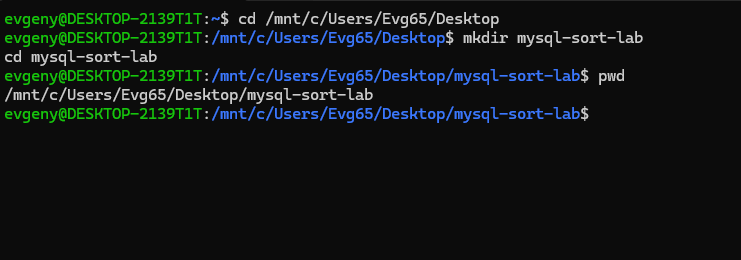 evgeny@DESKTOP-2139T1T:~$ cd /mnt/c/Users/Evg65/Desktop
evgeny@DESKTOP-2139T1T:/mnt/c/Users/Evg65/Desktop$ mkdir mysql-sort-lab
cd mysql-sort-lab
evgeny@DESKTOP-2139T1T:/mnt/c/Users/Evg65/Desktop/mysql-sort-lab$ pwd
/mnt/c/Users/Evg65/Desktop/mysql-sort-lab
evgeny@DESKTOP-2139T1T:/mnt/c/Users/Evg65/Desktop/mysql-sort-lab$